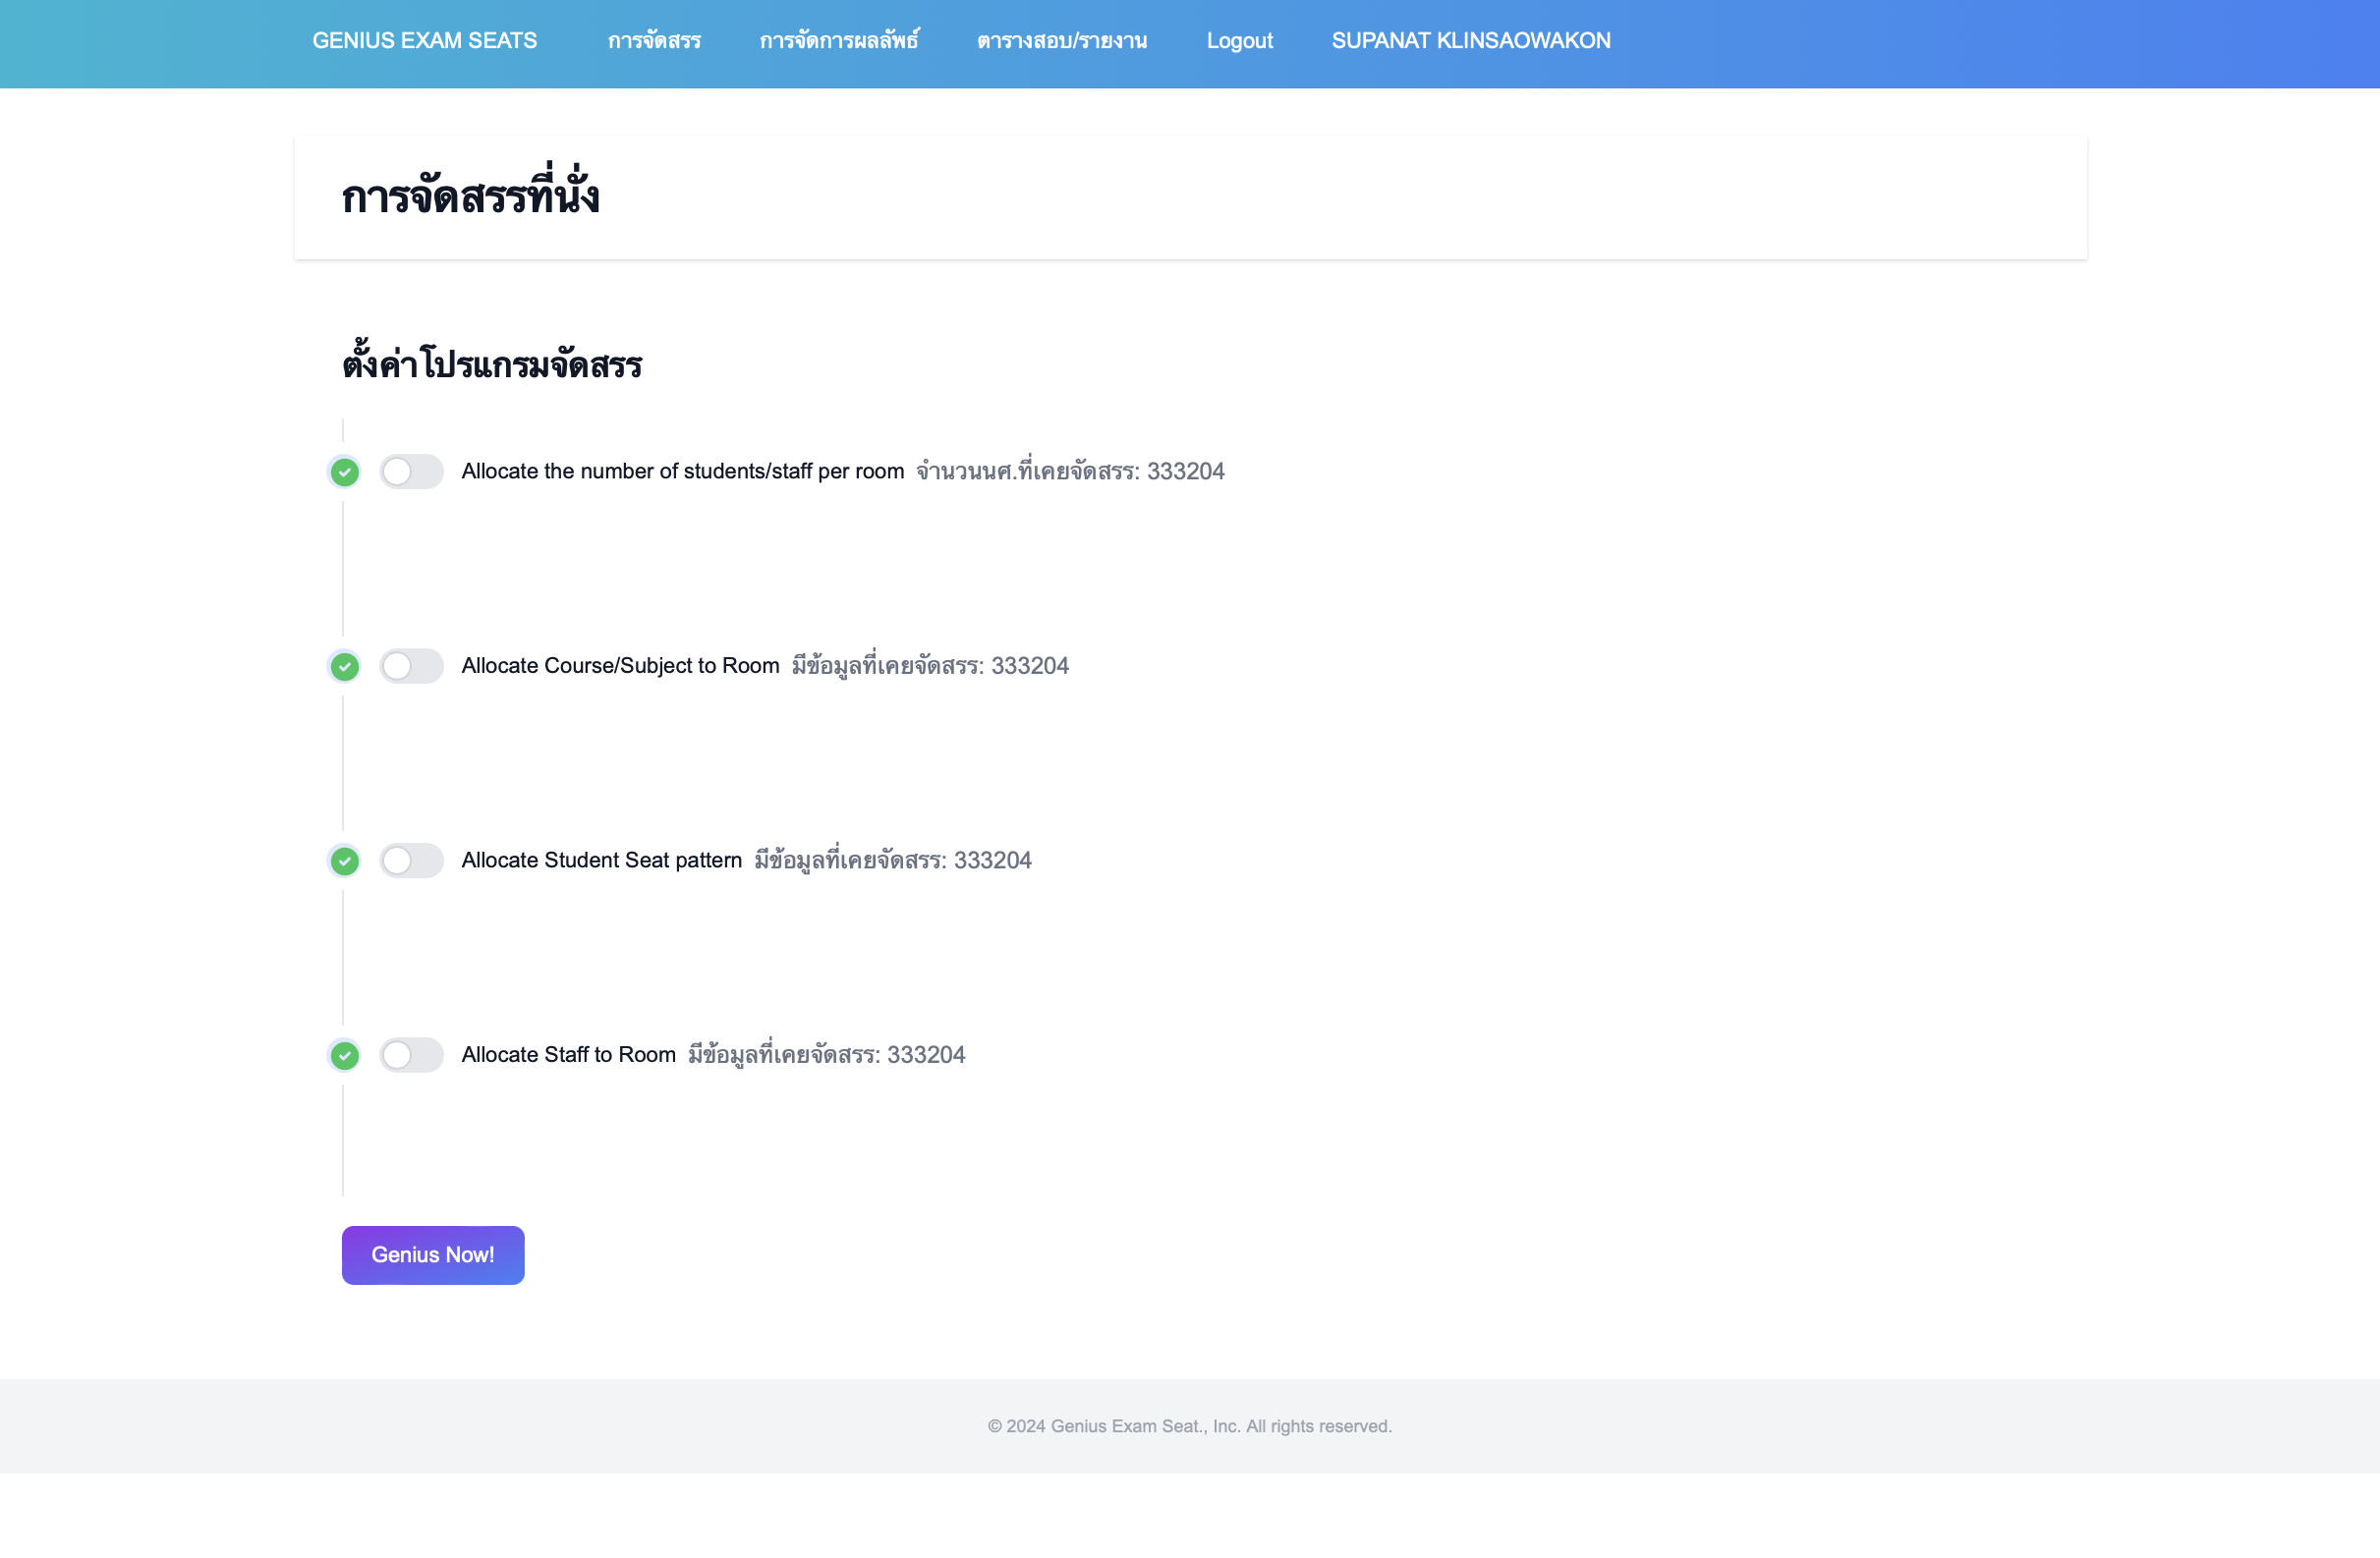 GENIUS EXAM SEATS การจัดสรร การจัดการผลลัพธ์ ตารางสอบ/รายงาน Logout SUPANAT KLINSAOWAKON
การจัดสรรที่นั่ง
ตั้งค่าโปรแกรมจัดสรร
Allocate the number of students/staff per room จำนวนนศ.ที่เคยจัดสรร: 333204
Allocate Course/Subject to Room มีข้อมูลที่เคยจัดสรร: 333204
Allocate Student Seat pattern มีข้อมูลที่เคยจัดสรร: 333204
Allocate Staff to Room มีข้อมูลที่เคยจัดสรร: 333204
Genius Now!
© 2024 Genius Exam Seat., Inc. All rights reserved.